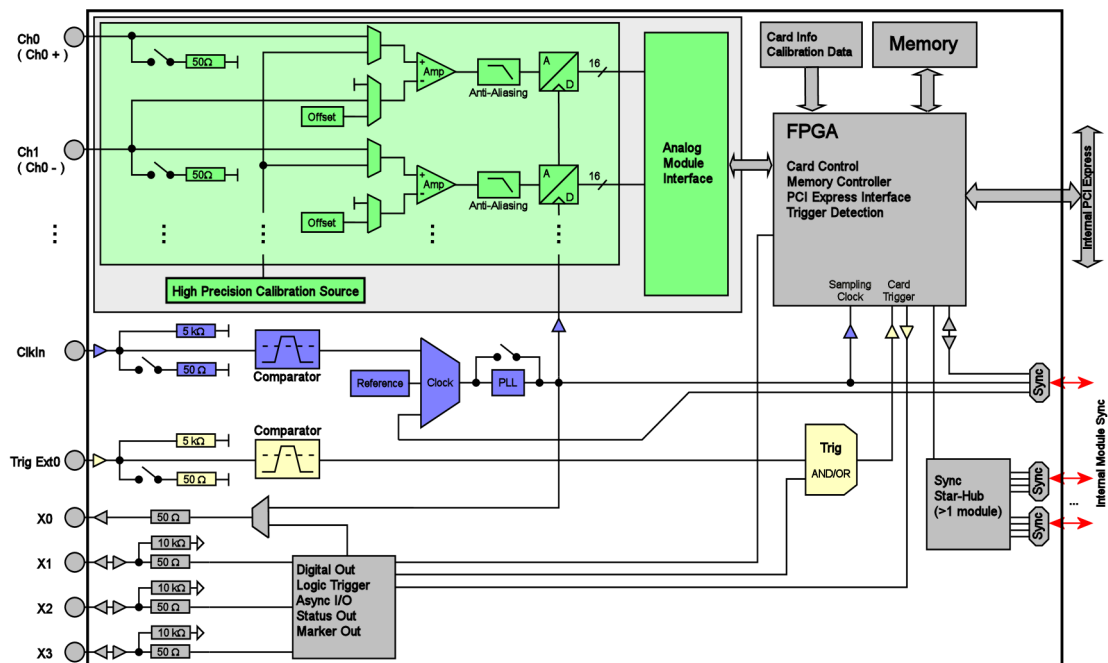 Ch0
( Ch0 + )
50Ω
Offset
+
Amp
−
Anti-Aliasing
A
D
16
Ch1
( Ch0 - )
50Ω
Offset
+
Amp
−
Anti-Aliasing
A
D
16
High Precision Calibration Source
Analog
Module
Interface
Card Info
Calibration Data
Memory
FPGA
Card Control
Memory Controller
PCI Express Interface
Trigger Detection
Sampling
Clock
Card
Trigger
Internal PCI Express
ClkIn
5 kΩ
50 Ω
Comparator
Reference
Clock
PLL
Sync
Trig Ext0
5 kΩ
50 Ω
Comparator
Trig
AND/OR
Sync
Star-Hub
(>1 module)
Sync
...
Sync
Internal Module Sync
X0
50 Ω
X1
10 kΩ
50 Ω
X2
10 kΩ
50 Ω
X3
10 kΩ
50 Ω
Digital Out
Logic Trigger
Async I/O
Status Out
Marker Out